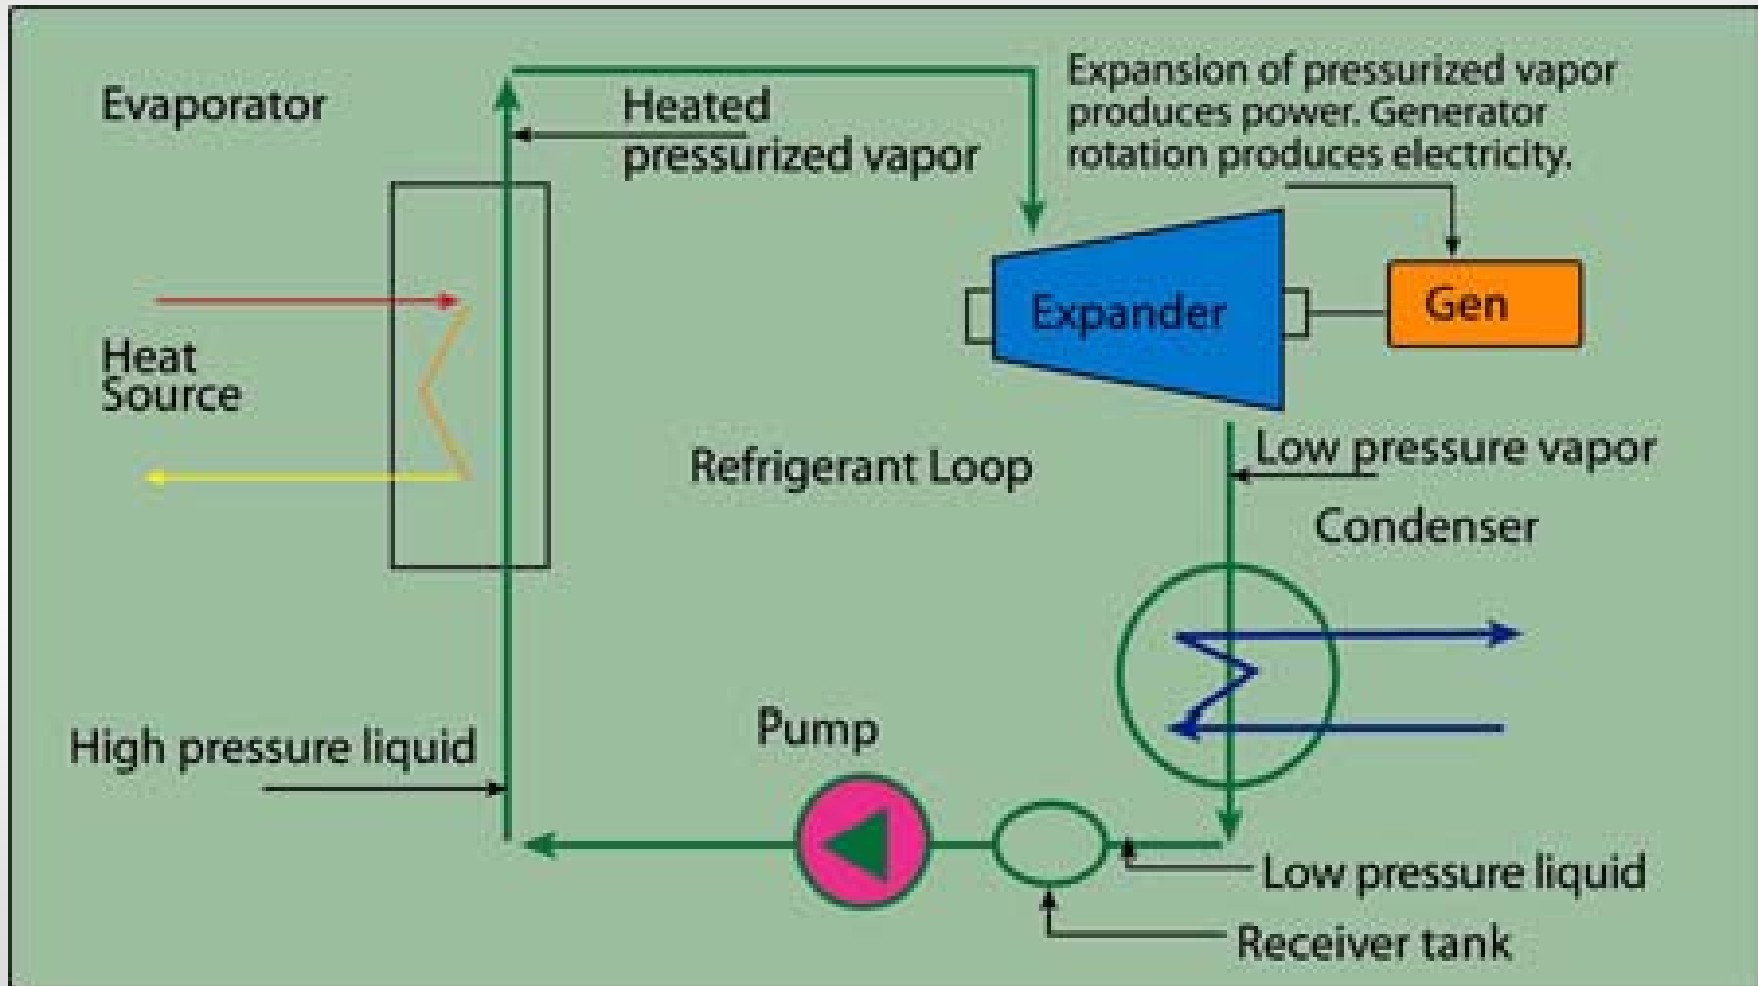 Evaporator
Heated
pressurized vapor
Expansion of pressurized vapor
produces power. Generator
rotation produces electricity.
Heat
Source
Expander
Gen
Refrigerant Loop
Low pressure vapor
Condenser
High pressure liquid
Pump
Low pressure liquid
Receiver tank